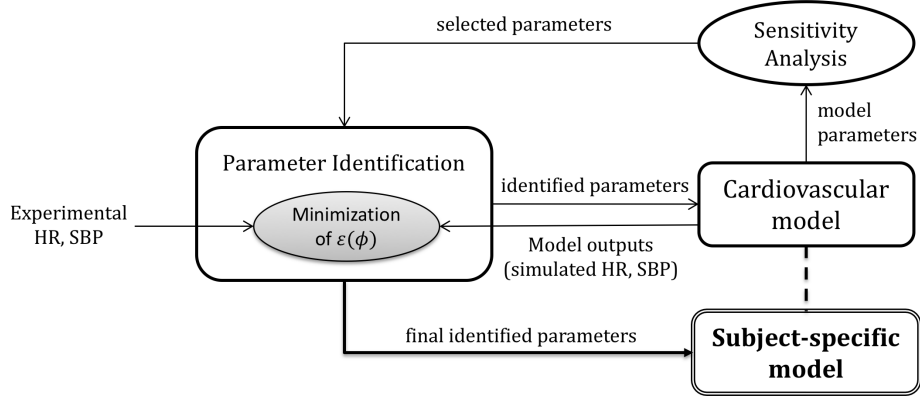 selected parameters
Sensitivity
Analysis
model
parameters
Parameter Identification
identified parameters
Cardiovascular
model
Experimental
HR, SBP
Minimization
of ε(ϕ)
Model outputs
(simulated HR, SBP)
final identified parameters
Subject-specific
model